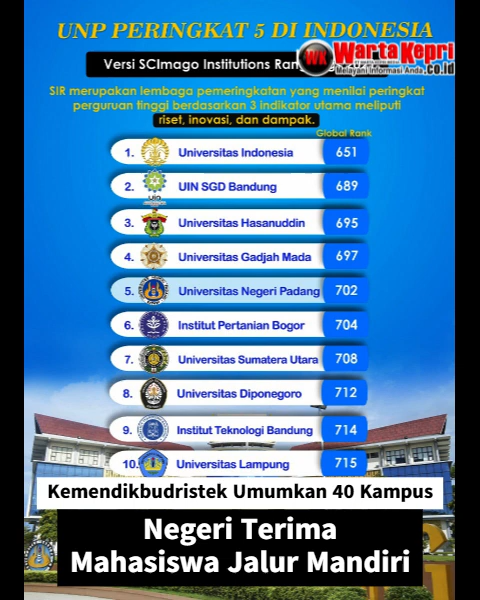 UNP PERINGKAT 5 DI INDONESIA
WK WartaKepri
Melayani Informasi Anda .co.id
Versi SCImago Institutions
SIR merupakan lembaga pemeringkatan yang menilai peringkat
perguruan tinggi berdasarkan 3 indikator utama meliputi
riset, inovasi, dan dampak.
Global Rank
1. Universitas Indonesia 651
2. UIN SGD Bandung 689
3. Universitas Hasanuddin 695
4. Universitas Gadjah Mada 697
5. Universitas Negeri Padang 702
6. Institut Pertanian Bogor 704
7. Universitas Sumatera Utara 708
8. Universitas Diponegoro 712
9. Institut Teknologi Bandung 714
10. Universitas Lampung 715
Kemendikbudristek Umumkan 40 Kampus
Negeri Terima
Mahasiswa Jalur Mandiri